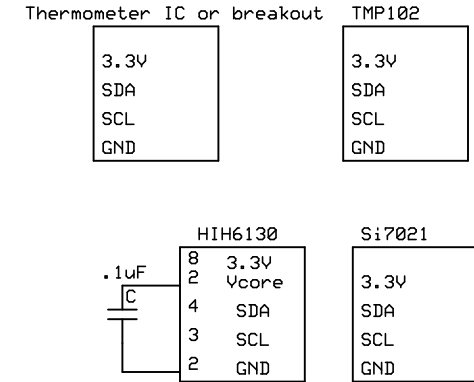 Thermometer IC or breakout
3.3V
SDA
SCL
GND
TMP102
3.3V
SDA
SCL
GND
HIH6130
8 3.3V
2 Vcore
4 SDA
3 SCL
2 GND
.1uF
C
Si7021
3.3V
SDA
SCL
GND